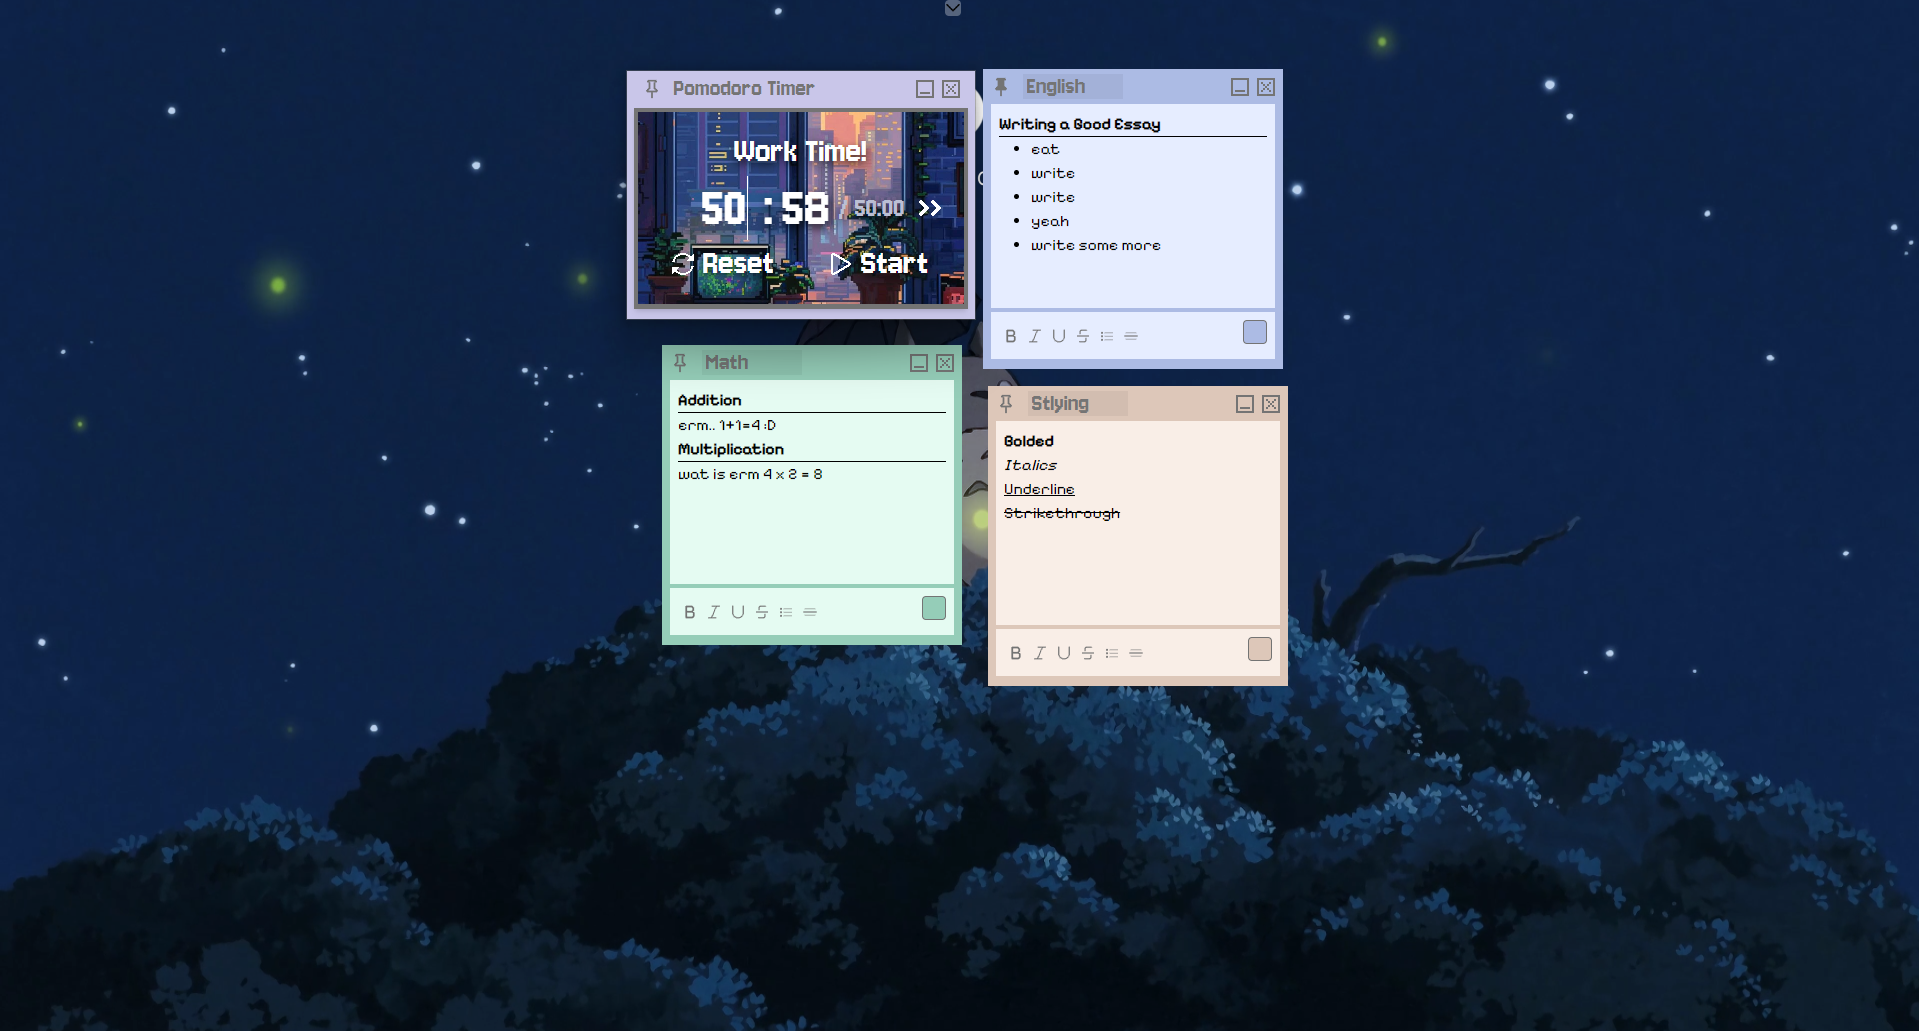 Pomodoro Timer
Work Time!
50 : 58 / 50:00
Reset
Start
English
Writing a Good Essay
• eat
• write
• write
• yeah
• write some more
B I U S
Math
Addition
erm.. 1+1=4 :D
Multiplication
wat is erm 4 x 2 = 8
B I U S
Stlying
Bolded
Italics
Underline
Strikethrough
B I U S